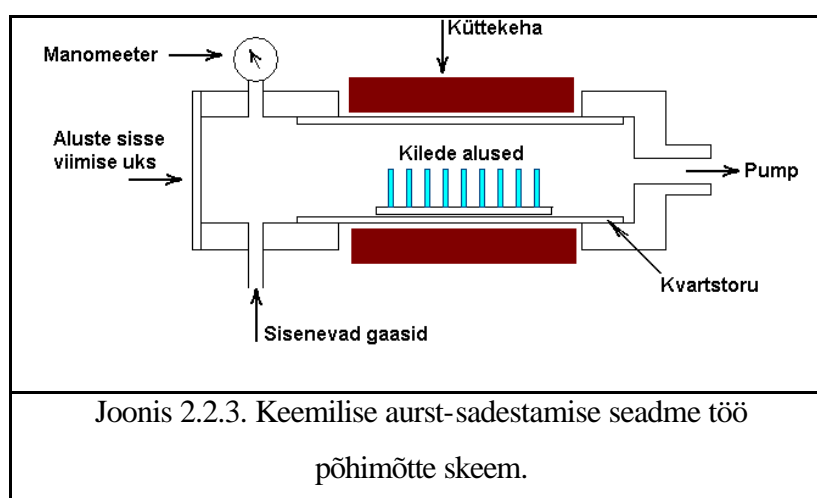 Küttekeha
Manomeeter
Aluste sisse
viimise uks
Kilede alused
Pump
Kvartstoru
Sisenevad gaasid
Joonis 2.2.3. Keemilise aurst-sadestamise seadme töö
põhimõtte skeem.